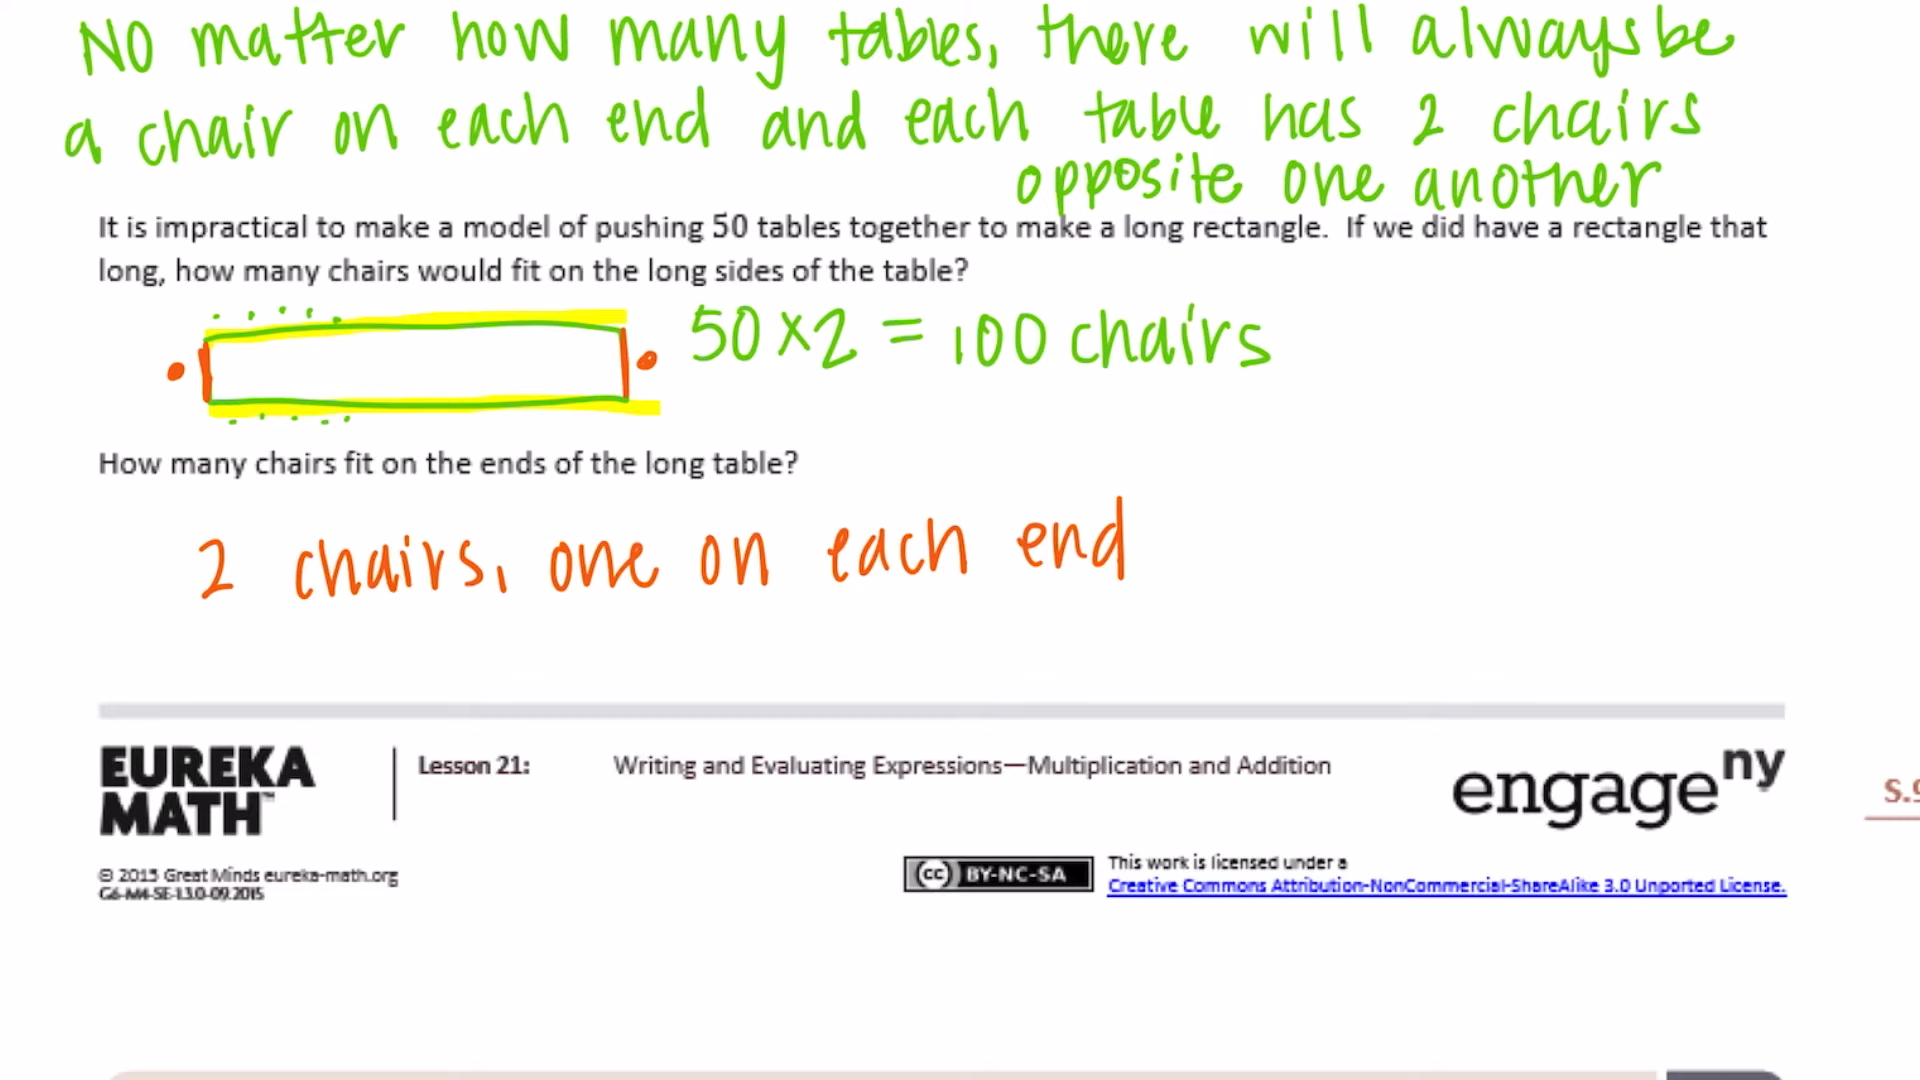 No matter how many tables, there will always be
a chair on each end and each table has 2 chairs
opposite one another
It is impractical to make a model of pushing 50 tables together to make a long rectangle. If we did have a rectangle that
long, how many chairs would fit on the long sides of the table?
50 x 2 = 100 chairs
How many chairs fit on the ends of the long table?
2 chairs, one on each end
EUREKA
MATH™
Lesson 21: Writing and Evaluating Expressions—Multiplication and Addition
engage ny
© 2015 Great Minds eureka-math.org
G6-M4-SE-1.3.0-09.2015
cc BY-NC-SA
This work is licensed under a
Creative Commons Attribution-NonCommercial-ShareAlike 3.0 Unported License.